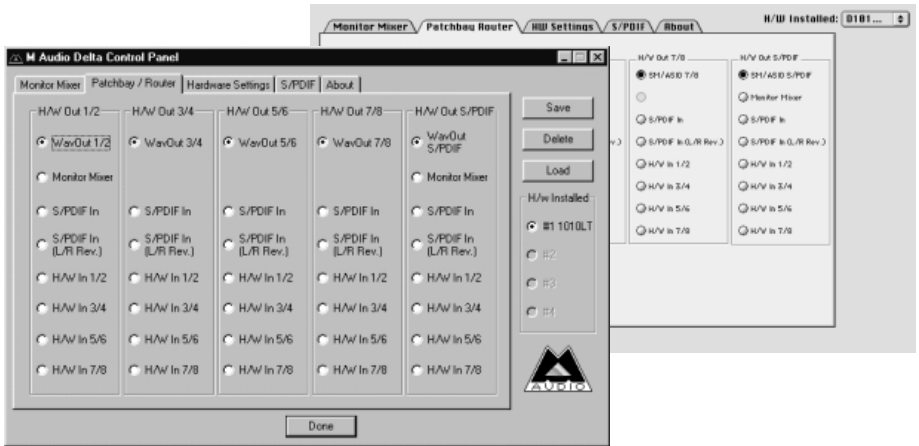 Monitor Mixer Patchbay Router HW Settings S/PDIF About
H/W Installed: 0101...
H/W Out 7/8 H/W Out S/PDIF
SM/ASIO 7/8 SM/ASIO S/PDIF
Monitor Mixer
S/PDIF In S/PDIF In
v.) S/PDIF In (L/R Rev.) S/PDIF In (L/R Rev.)
H/W In 1/2 H/W In 1/2
H/W In 3/4 H/W In 3/4
H/W In 5/6 H/W In 5/6
H/W In 7/8 H/W In 7/8
M Audio Delta Control Panel
Monitor Mixer Patchbay / Router Hardware Settings S/PDIF About
H/W Out 1/2 H/W Out 3/4 H/W Out 5/6 H/W Out 7/8 H/W Out S/PDIF
WavOut 1/2 WavOut 3/4 WavOut 5/6 WavOut 7/8 WavOut S/PDIF
Monitor Mixer Monitor Mixer
S/PDIF In S/PDIF In S/PDIF In S/PDIF In S/PDIF In
S/PDIF In (L/R Rev.) S/PDIF In (L/R Rev.) S/PDIF In (L/R Rev.) S/PDIF In (L/R Rev.) S/PDIF In (L/R Rev.)
H/W In 1/2 H/W In 1/2 H/W In 1/2 H/W In 1/2 H/W In 1/2
H/W In 3/4 H/W In 3/4 H/W In 3/4 H/W In 3/4 H/W In 3/4
H/W In 5/6 H/W In 5/6 H/W In 5/6 H/W In 5/6 H/W In 5/6
H/W In 7/8 H/W In 7/8 H/W In 7/8 H/W In 7/8 H/W In 7/8
Save
Delete
Load
H/w Installed
#1 1010LT
#2
#3
#4
M AUDIO
Done